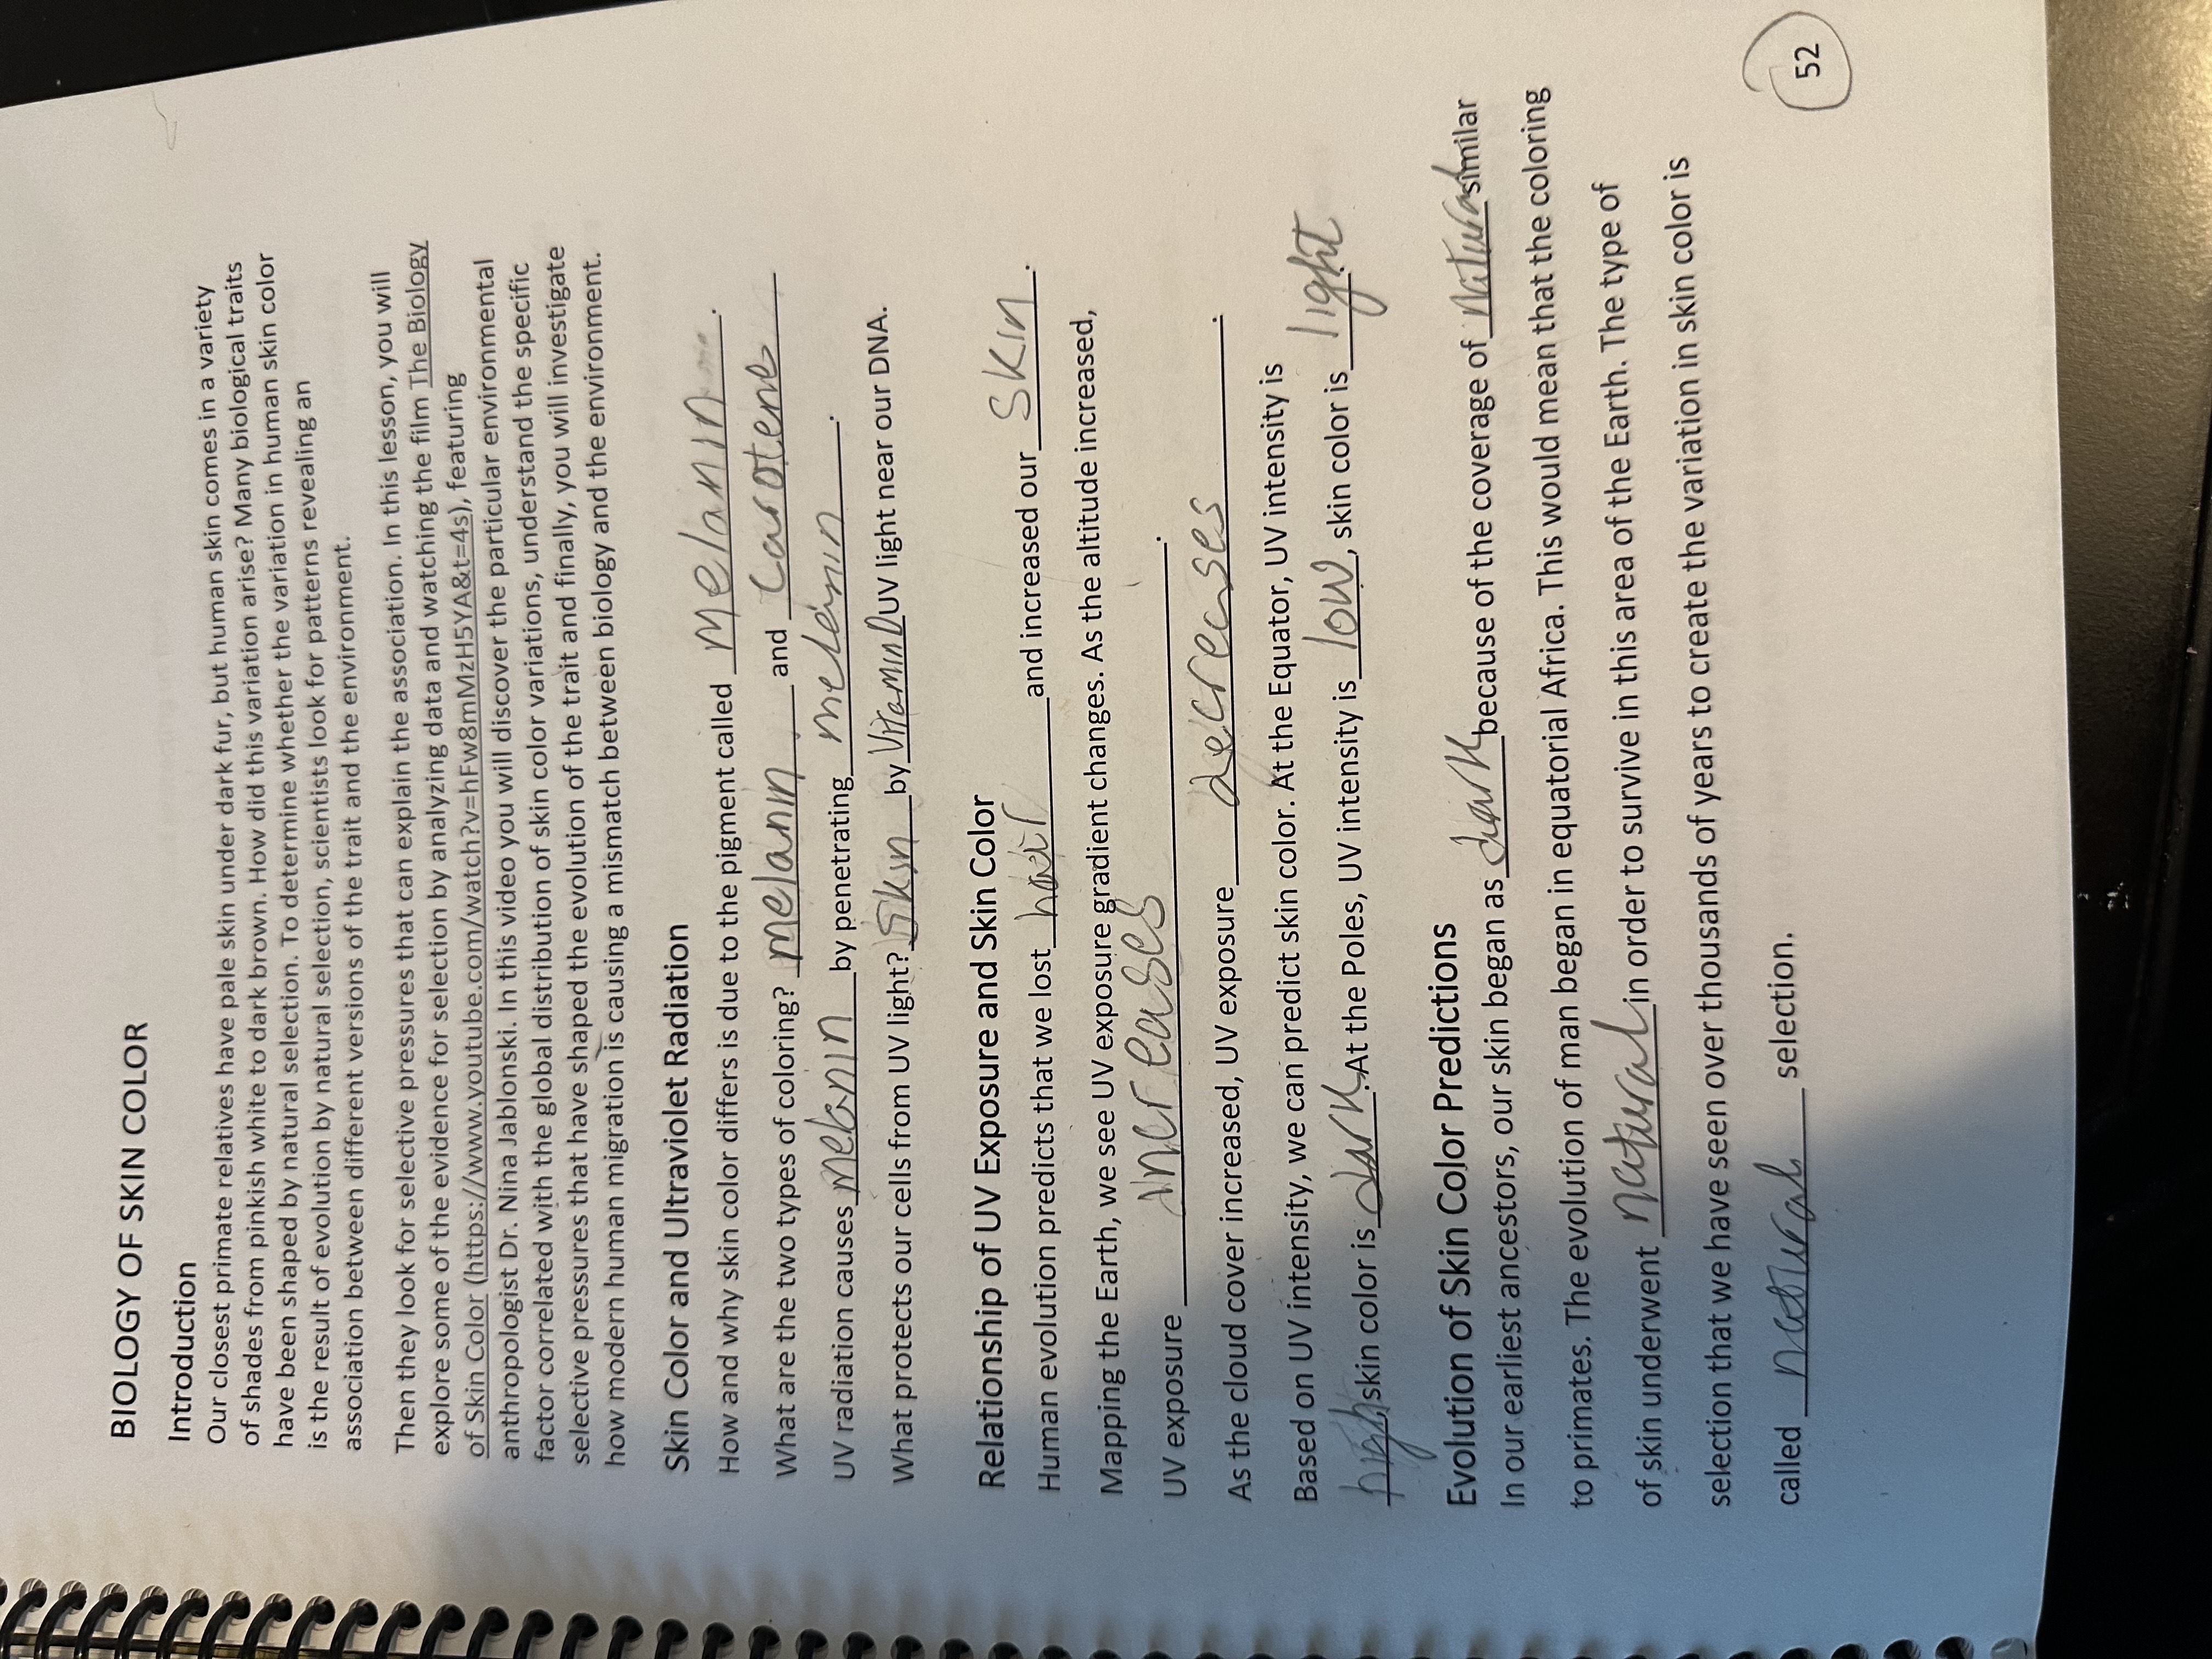 BIOLOGY OF SKIN COLOR
Introduction
Our closest primate relatives have pale skin under dark fur, but human skin comes in a variety
of shades from pinkish white to dark brown. How did this variation arise? Many biological traits
have been shaped by natural selection. To determine whether the variation in human skin color
is the result of evolution by natural selection, scientists look for patterns revealing an
association between different versions of the trait and the environment.
Then they look for selective pressures that can explain the association. In this lesson, you will
explore some of the evidence for selection by analyzing data and watching the film The Biology
of Skin Color (https://www.youtube.com/watch?v=hFw8mMzH5YA&t=4s), featuring
anthropologist Dr. Nina Jablonski. In this video you will discover the particular environmental
factor correlated with the global distribution of skin color variations, understand the specific
selective pressures that have shaped the evolution of the trait and finally, you will investigate
how modern human migration is causing a mismatch between biology and the environment.
Skin Color and Ultraviolet Radiation
How and why skin color differs is due to the pigment called melanin.
What are the two types of coloring? melanin and carotene
UV radiation causes melanin by penetrating melanin.
What protects our cells from UV light? Skin by Vitamin D UV light near our DNA.
Relationship of UV Exposure and Skin Color
Human evolution predicts that we lost hair and increased our skin.
Mapping the Earth, we see UV exposure gradient changes. As the altitude increased,
UV exposure increases.
As the cloud cover increased, UV exposure decreases.
Based on UV intensity, we can predict skin color. At the Equator, UV intensity is
high, skin color is dark. At the Poles, UV intensity is low, skin color is light.
Evolution of Skin Color Predictions
In our earliest ancestors, our skin began as dark because of the coverage of natural similar
to primates. The evolution of man began in equatorial Africa. This would mean that the coloring
of skin underwent natural in order to survive in this area of the Earth. The type of
selection that we have seen over thousands of years to create the variation in skin color is
called natural selection.
52